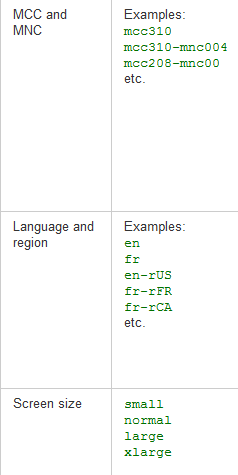 MCC and
MNC
Examples:
mcc310
mcc310-mnc004
mcc208-mnc00
etc.
Language and
region
Examples:
en
fr
en-rUS
fr-rFR
fr-rCA
etc.
Screen size
small
normal
large
xlarge